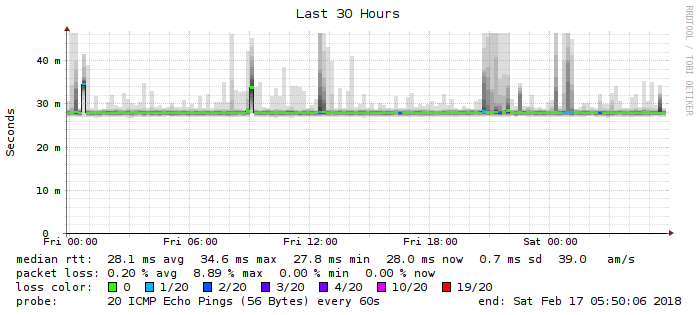 Last 30 Hours
RRDTOOL / TOBI OETIKER
Seconds
40 m
30 m
20 m
10 m
0
Fri 00:00 Fri 06:00 Fri 12:00 Fri 18:00 Sat 00:00
median rtt: 28.1 ms avg 34.6 ms max 27.8 ms min 28.0 ms now 0.7 ms sd 39.0 am/s
packet loss: 0.20 % avg 8.89 % max 0.00 % min 0.00 % now
loss color: 0 1/20 2/20 3/20 4/20 10/20 19/20
probe: 20 ICMP Echo Pings (56 Bytes) every 60s end: Sat Feb 17 05:50:06 2018